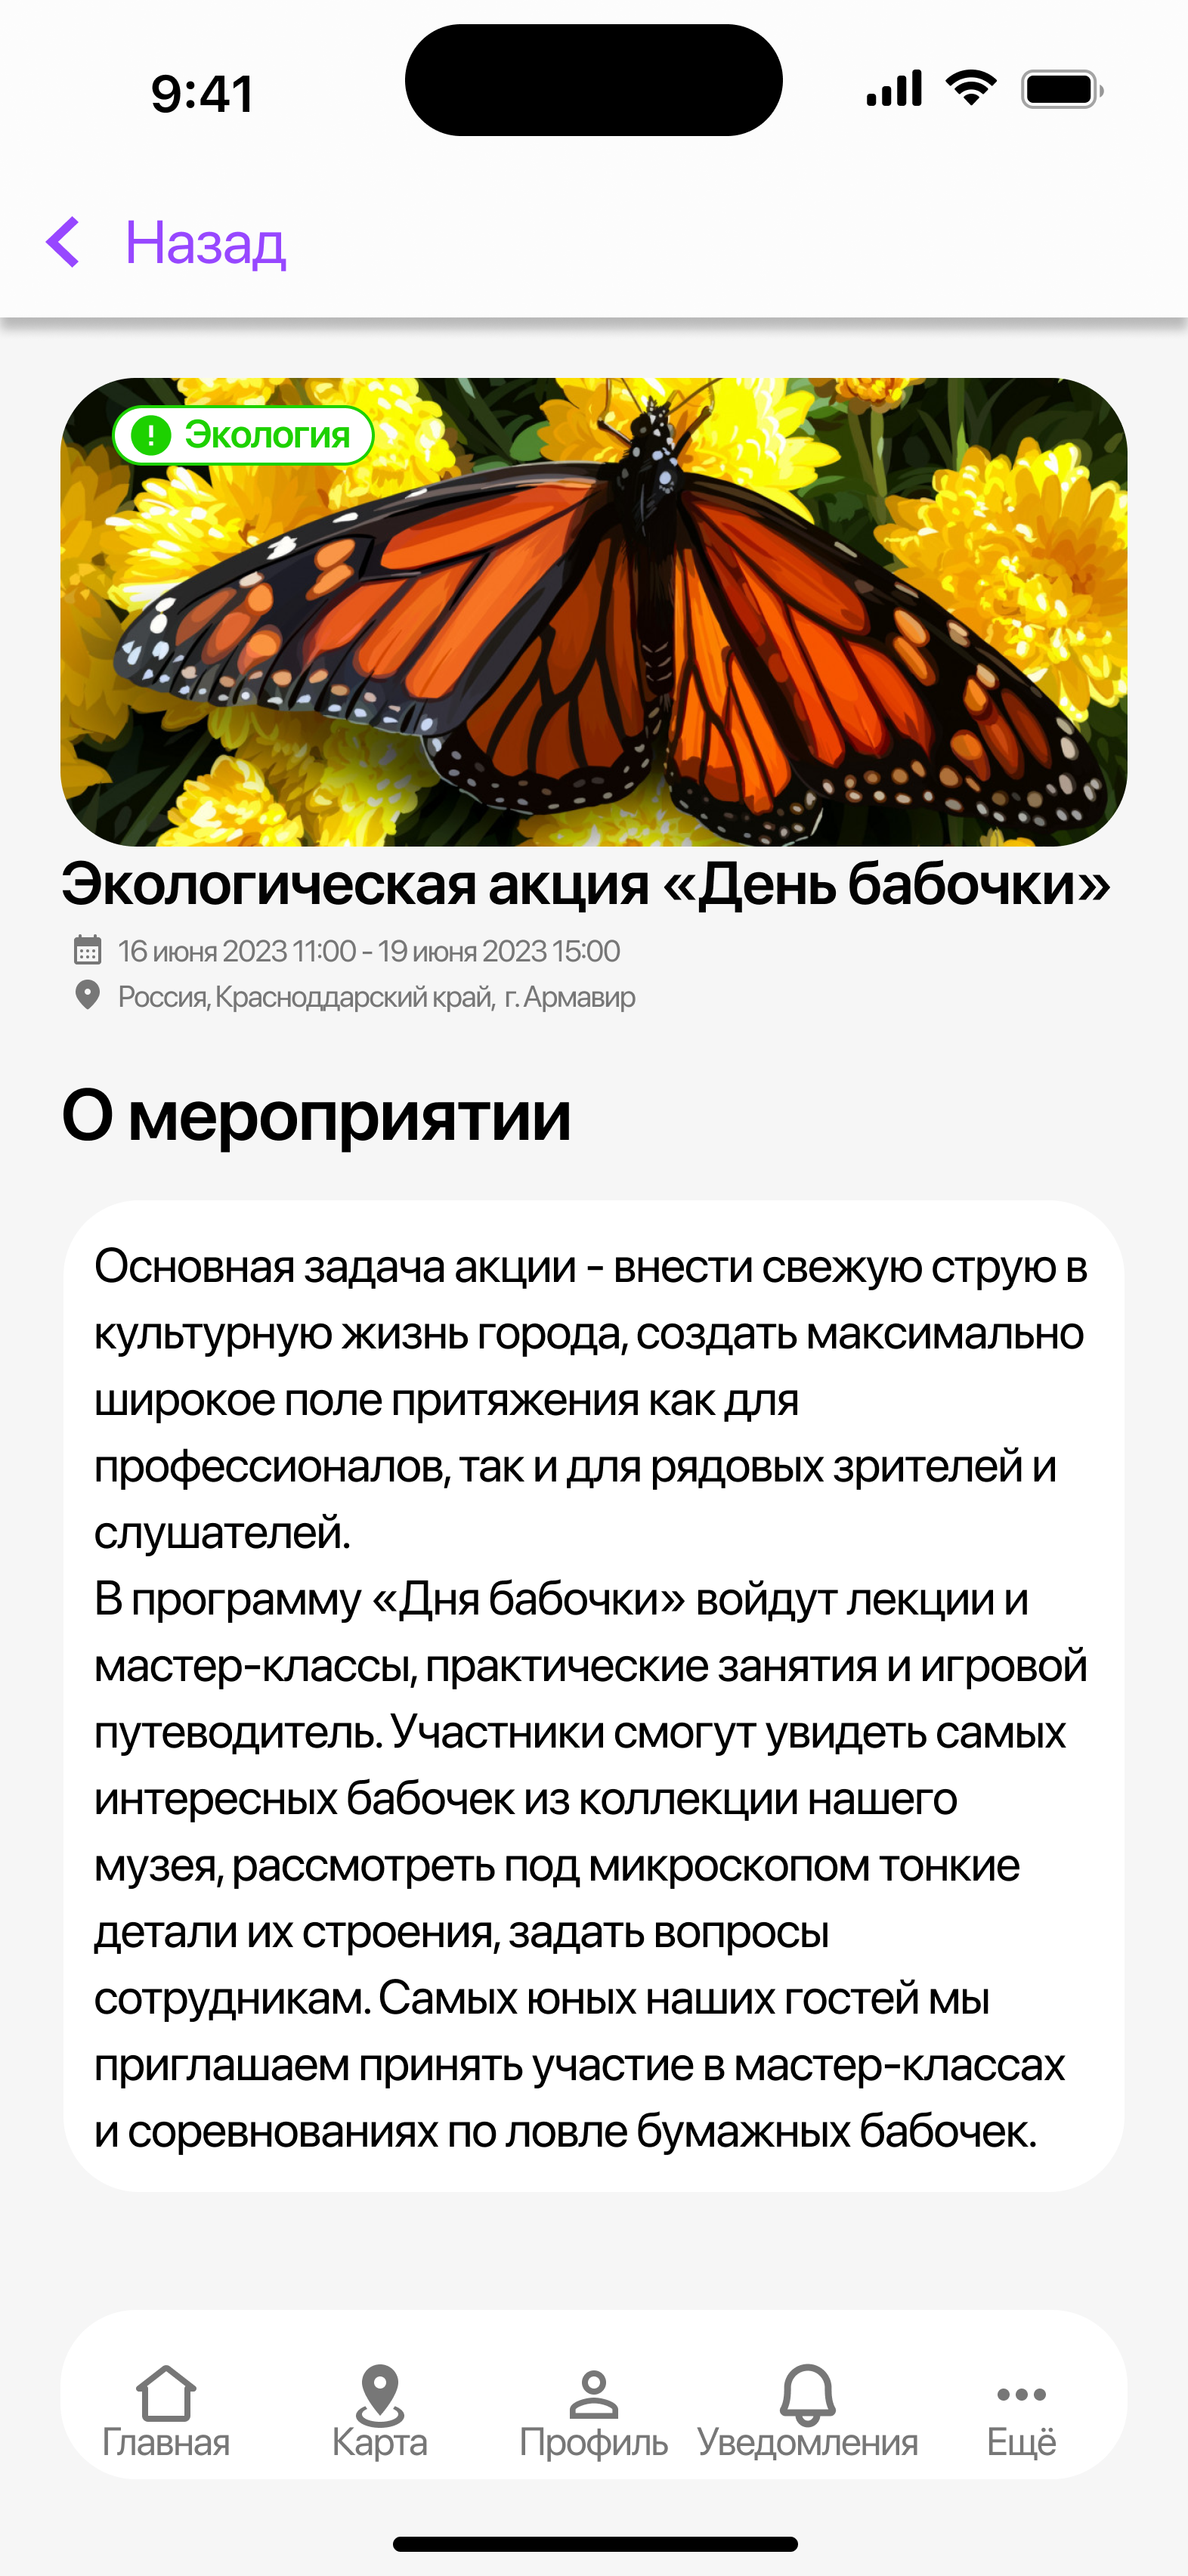 9:41
Назад
Экология
Экологическая акция «День бабочки»
16 июня 2023 11:00 - 19 июня 2023 15:00
Россия, Красноддарский край,  г. Армавир
О мероприятии
Основная задача акции - внести свежую струю в
культурную жизнь города, создать максимально
широкое поле притяжения как для
профессионалов, так и для рядовых зрителей и
слушателей.
В программу «Дня бабочки» войдут лекции и
мастер-классы, практические занятия и игровой
путеводитель. Участники смогут увидеть самых
интересных бабочек из коллекции нашего
музея, рассмотреть под микроскопом тонкие
детали их строения, задать вопросы
сотрудникам. Самых юных наших гостей мы
приглашаем принять участие в мастер-классах
и соревнованиях по ловле бумажных бабочек.
Главная Карта Профиль Уведомления Ещё